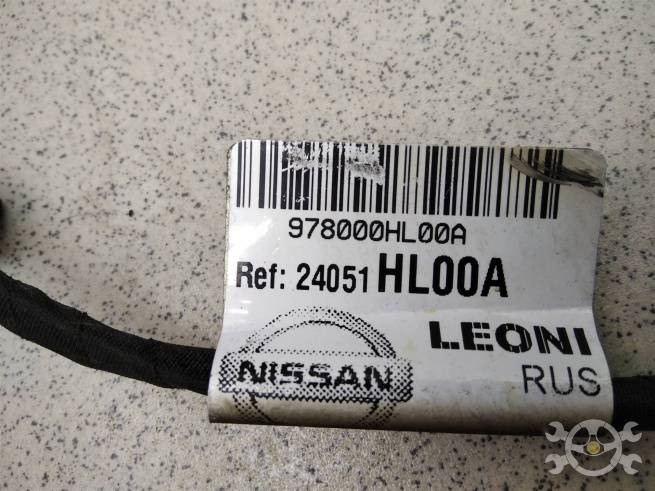 978000HL00A
Ref: 24051 HL00A
LEONI
NISSAN RUS